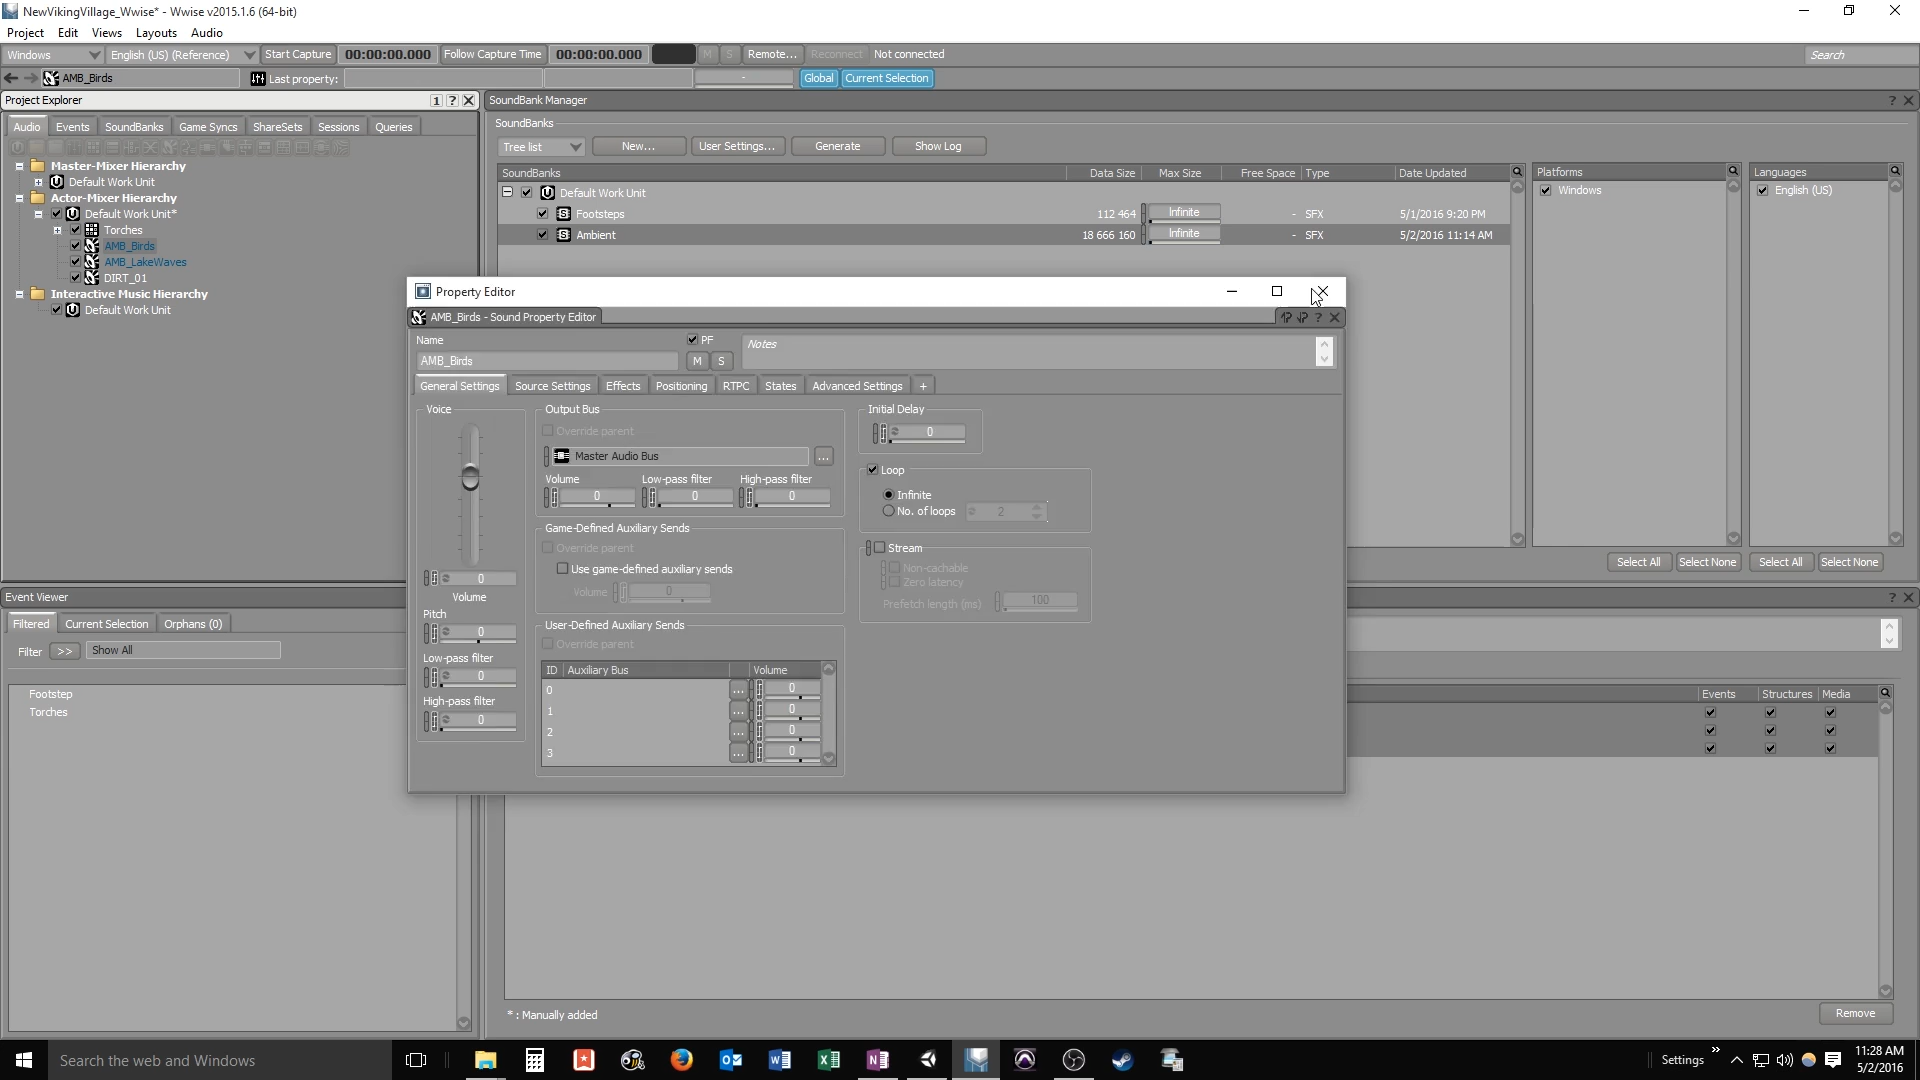 NewVikingVillage_Wwise* - Wwise v2015.1.6 (64-bit)
Project Edit Views Layouts Audio
Windows English (US) (Reference) Start Capture 00:00:00.000 Follow Capture Time 00:00:00.000 M S Remote... Reconnect Not connected Search
AMB_Birds Last property: - Global Current Selection
Project Explorer
Audio Events SoundBanks Game Syncs ShareSets Sessions Queries
Master-Mixer Hierarchy
Default Work Unit
Actor-Mixer Hierarchy
Default Work Unit*
Torches
AMB_Birds
AMB_LakeWaves
DIRT_01
Interactive Music Hierarchy
Default Work Unit
SoundBank Manager
SoundBanks
Tree list New... User Settings... Generate Show Log
SoundBanks Data Size Max Size Free Space Type Date Updated
Default Work Unit
Footsteps 112 464 Infinite - SFX 5/1/2016 9:20 PM
Ambient 18 666 160 Infinite - SFX 5/2/2016 11:14 AM
Platforms
Windows
Select All Select None
Languages
English (US)
Select All Select None
Property Editor
AMB_Birds - Sound Property Editor
Name PF Notes
AMB_Birds M S
General Settings Source Settings Effects Positioning RTPC States Advanced Settings +
Voice
0
Volume
Pitch
0
Low-pass filter
0
High-pass filter
0
Output Bus
Override parent
Master Audio Bus ...
Volume Low-pass filter High-pass filter
0 0 0
Game-Defined Auxiliary Sends
Override parent
Use game-defined auxiliary sends
Volume 0
User-Defined Auxiliary Sends
Override parent
ID Auxiliary Bus Volume
0 ... 0
1 ... 0
2 ... 0
3 ... 0
Initial Delay
0
Loop
Infinite
No. of loops 2
Stream
Non-cachable
Zero latency
Prefetch length (ms) 100
Event Viewer
Filtered Current Selection Orphans (0)
Filter >> Show All
Footstep
Torches
Events Structures Media
* : Manually added
Remove
Search the web and Windows
Settings
11:28 AM
5/2/2016